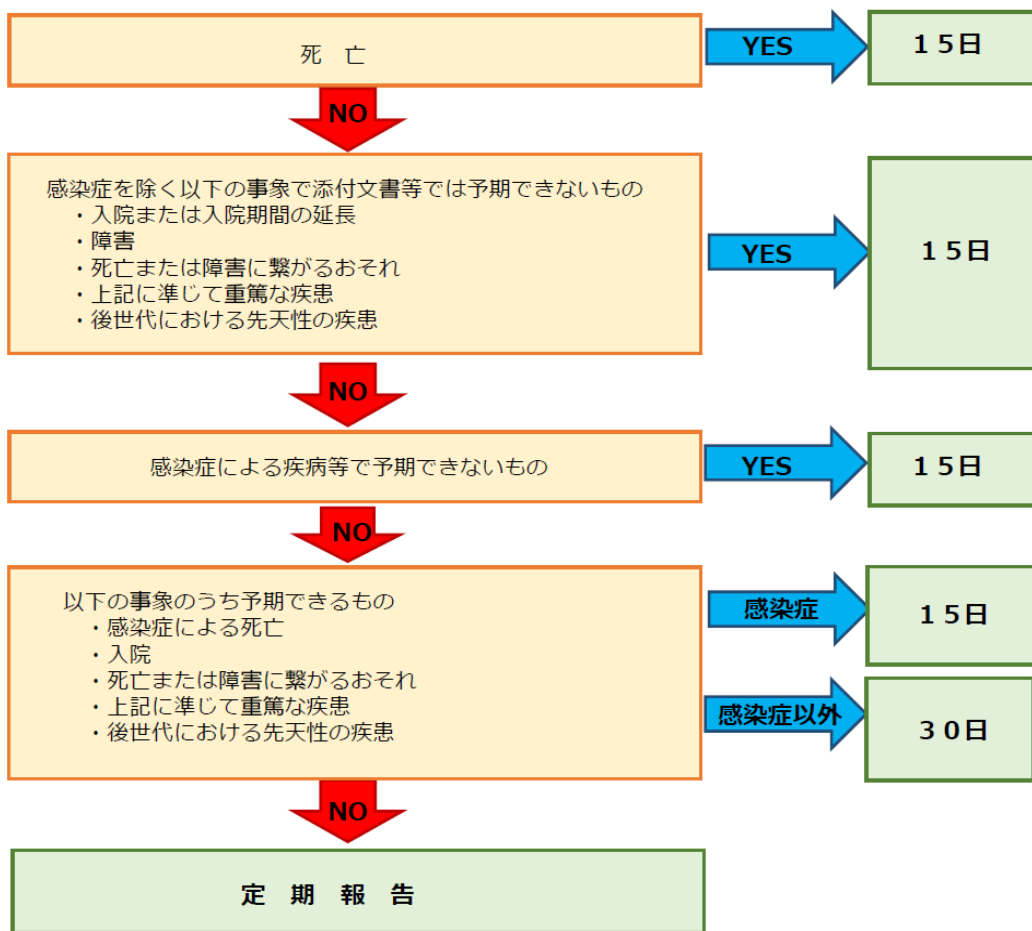 死 亡
YES
15日
NO
感染症を除く以下の事象で添付文書等では予期できないもの
・入院または入院期間の延長
・障害
・死亡または障害に繋がるおそれ
・上記に準じて重篤な疾患
・後世代における先天性の疾患
YES
15日
NO
感染症による疾病等で予期できないもの
YES
15日
NO
以下の事象のうち予期できるもの
・感染症による死亡
・入院
・死亡または障害に繋がるおそれ
・上記に準じて重篤な疾患
・後世代における先天性の疾患
感染症
15日
感染症以外
30日
NO
定 期 報 告